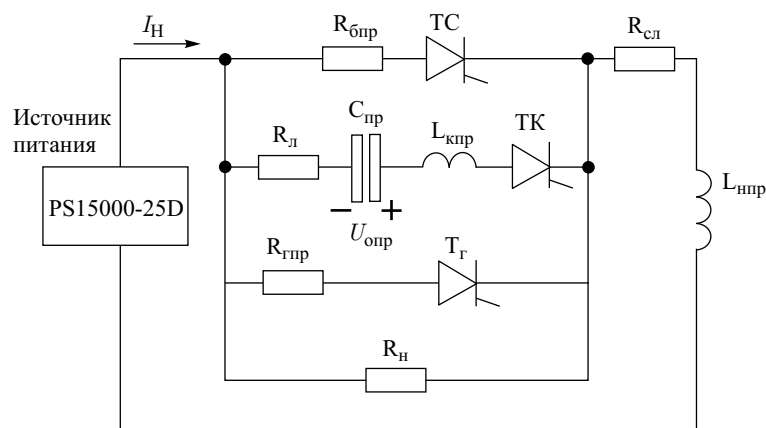 I_Н
R_бпр
ТС
R_сл
Источник
питания
PS15000-25D
R_л
C_пр
L_кпр
ТК
− +
U_опр
L_нпр
R_гпр
Т_г
R_н